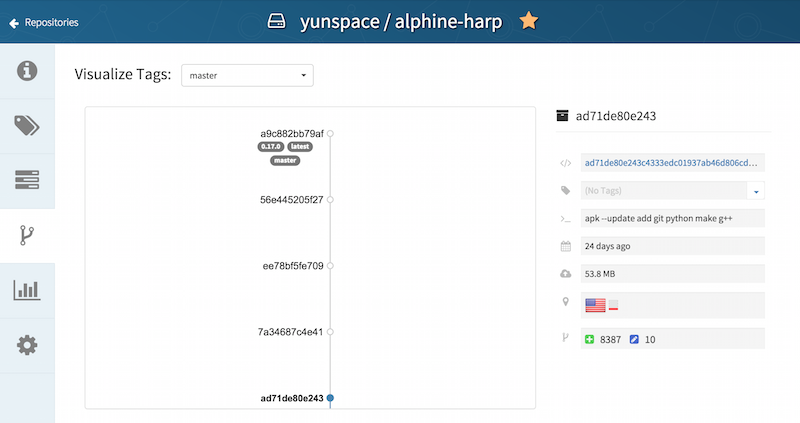 Repositories
yunspace / alphine-harp
Visualize Tags:
master
a9c882bb79af
0.17.0 latest
master
56e445205f27
ee78bf5fe709
7a34687c4e41
ad71de80e243
ad71de80e243
ad71de80e243c4333edc01937ab46d806cd...
(No Tags)
apk --update add git python make g++
24 days ago
53.8 MB
8387 10